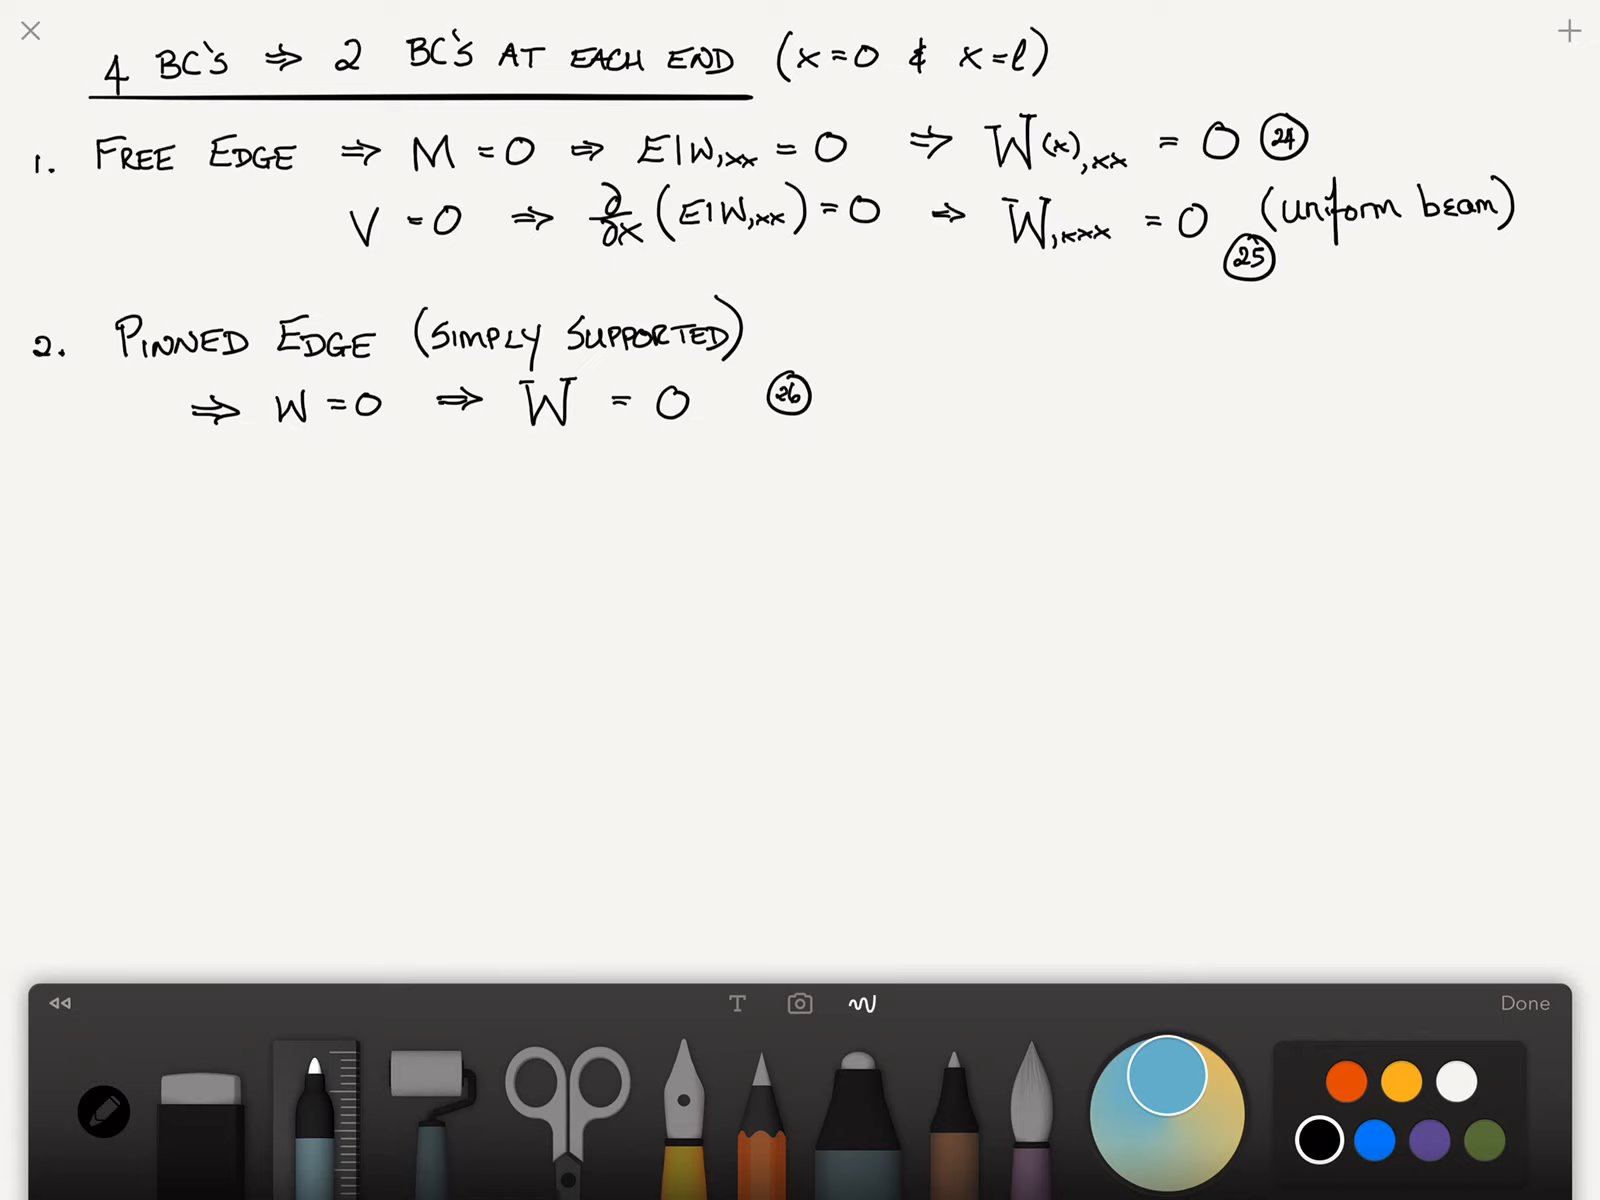 4 BC's ⇒ 2 BC's AT EACH END (x=0 & x=l)
1. FREE EDGE ⇒ M=0 ⇒ EIW,xx = 0 ⇒ W(x),xx = 0 (24)
V=0 ⇒ ∂/∂x (EIW,xx) = 0 ⇒ W,xxx = 0 (uniform beam)
(25)
2. PINNED EDGE (SIMPLY SUPPORTED)
⇒ W=0 ⇒ W = 0 (26)
T
Done